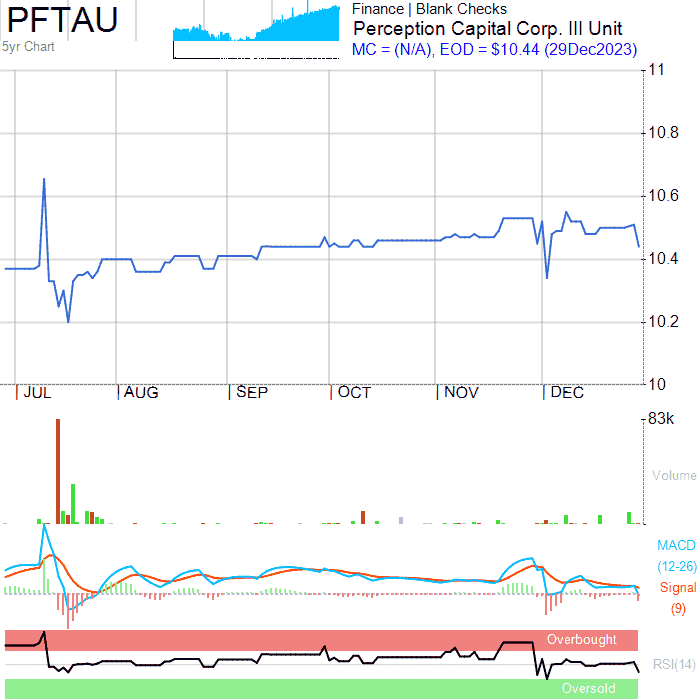 PFTAU
5yr Chart
Finance | Blank Checks
Perception Capital Corp. III Unit
MC = (N/A), EOD = $10.44 (29Dec2023)
11
10.8
10.6
10.4
10.2
10
JUL
AUG
SEP
OCT
NOV
DEC
83k
Volume
MACD
(12-26)
Signal
(9)
Overbought
RSI(14)
Oversold